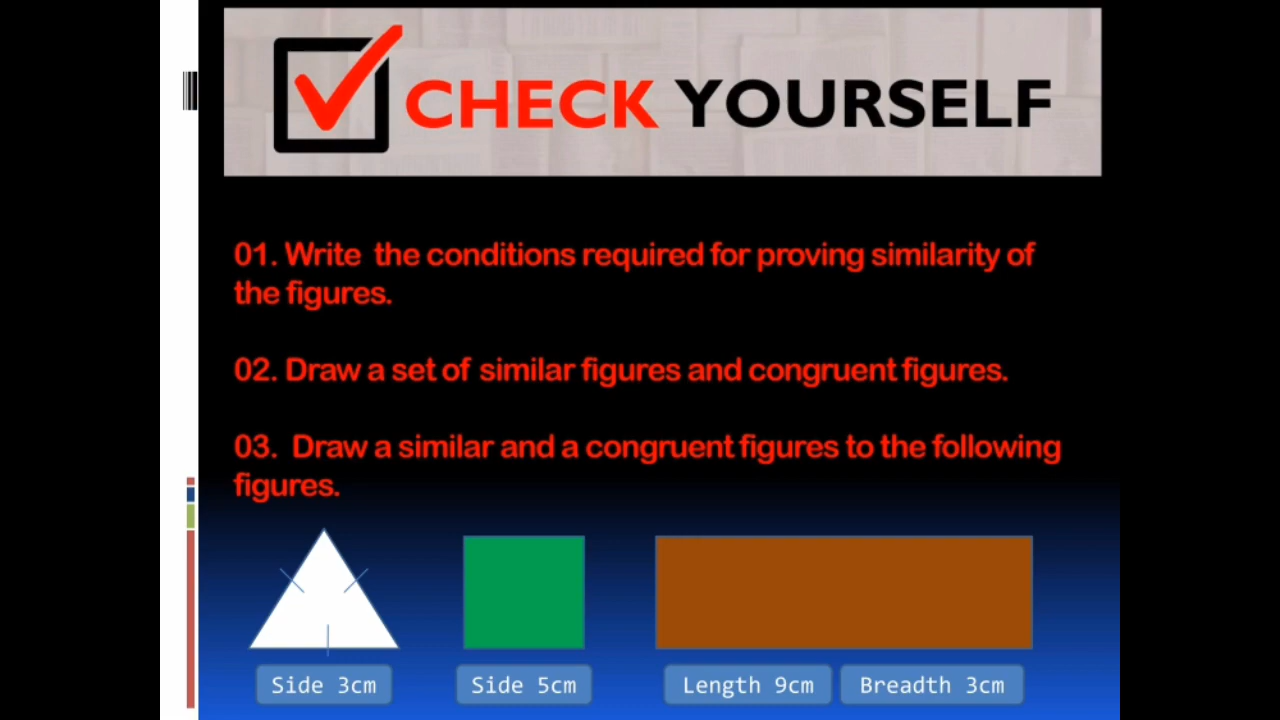 CHECK YOURSELF
01. Write the conditions required for proving similarity of
the figures.
02. Draw a set of similar figures and congruent figures.
03. Draw a similar and a congruent figures to the following
figures.
Side 3cm
Side 5cm
Length 9cm
Breadth 3cm